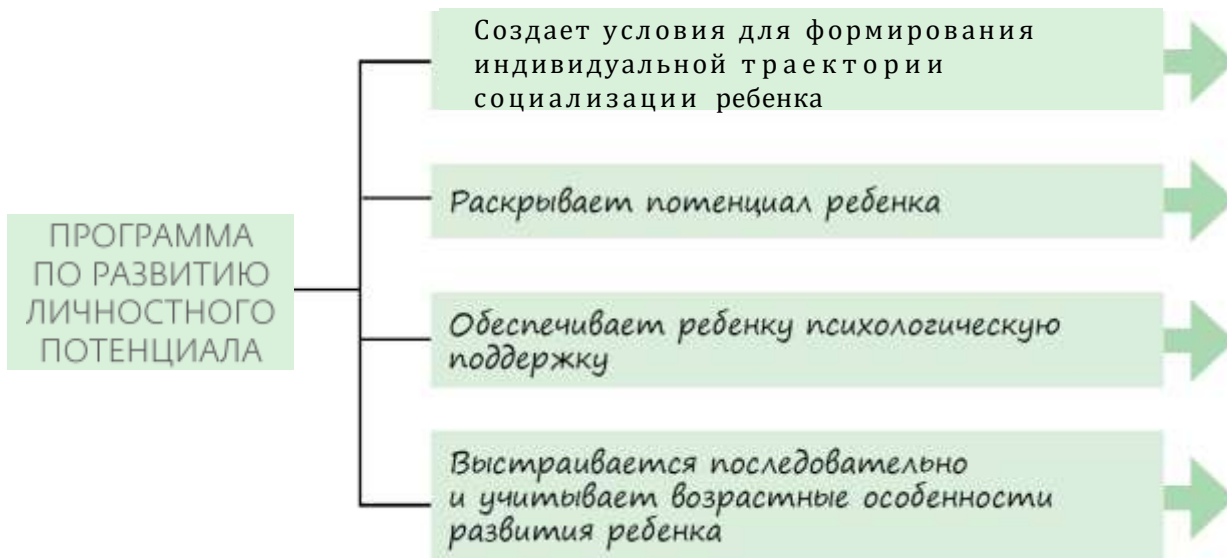 ПРОГРАММА
ПО РАЗВИТИЮ
ЛИЧНОСТНОГО
ПОТЕНЦИАЛА
Создает условия для формирования
индивидуальной траектории
социализации ребенка
Раскрывает потенциал ребенка
Обеспечивает ребенку психологическую
поддержку
Выстраивается последовательно
и учитывает возрастные особенности
развития ребенка